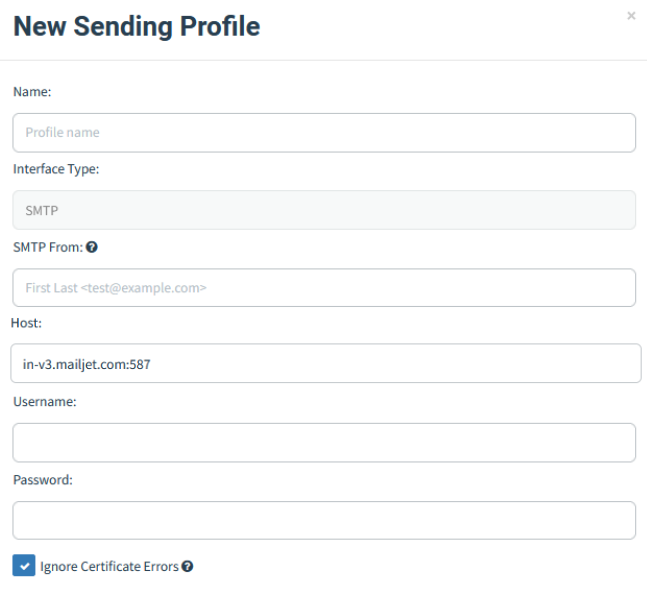 New Sending Profile
×
Name:
Profile name
Interface Type:
SMTP
SMTP From:
First Last <test@example.com>
Host:
in-v3.mailjet.com:587
Username:
Password:
Ignore Certificate Errors